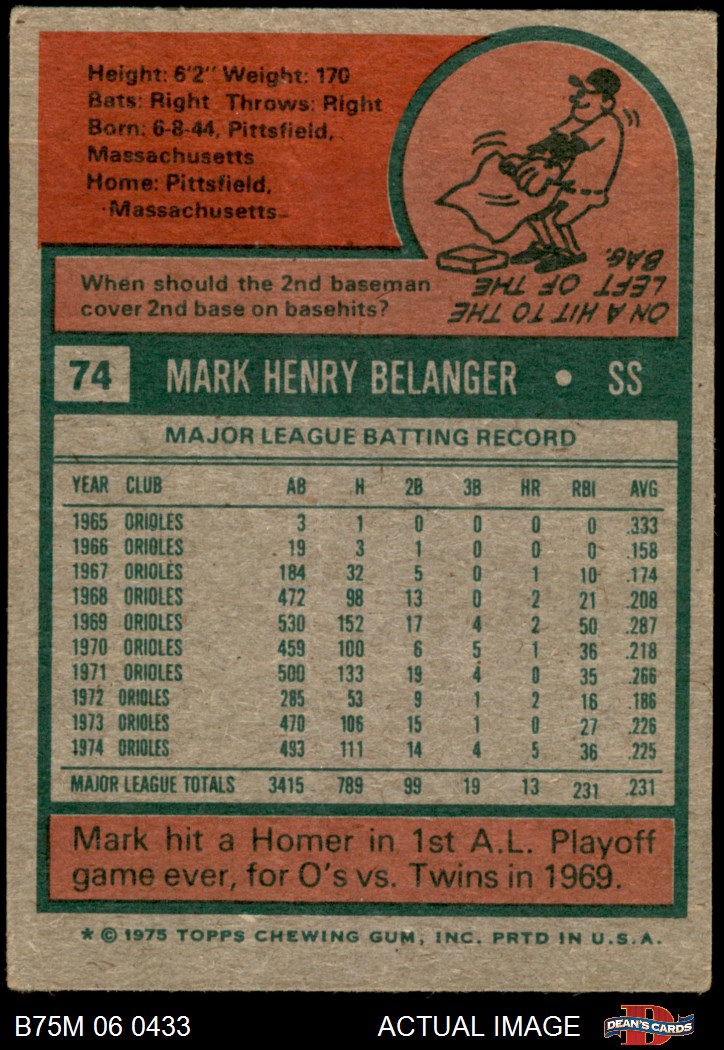 Height: 6'2" Weight: 170
Bats: Right Throws: Right
Born: 6-8-44, Pittsfield,
Massachusetts
Home: Pittsfield,
Massachusetts
When should the 2nd baseman
cover 2nd base on basehits?
ON A HIT TO THE
LEFT OF THE
BAG.
74 MARK HENRY BELANGER • SS
MAJOR LEAGUE BATTING RECORD
YEAR CLUB AB H 2B 3B HR RBI AVG
1965 ORIOLES 3 1 0 0 0 0 .333
1966 ORIOLES 19 3 1 0 0 0 .158
1967 ORIOLES 184 32 5 0 1 10 .174
1968 ORIOLES 472 98 13 0 2 21 .208
1969 ORIOLES 530 152 17 4 2 50 .287
1970 ORIOLES 459 100 6 5 1 36 .218
1971 ORIOLES 500 133 19 4 0 35 .266
1972 ORIOLES 285 53 9 1 2 16 .186
1973 ORIOLES 470 106 15 1 0 27 .226
1974 ORIOLES 493 111 14 4 5 36 .225
MAJOR LEAGUE TOTALS 3415 789 99 19 13 231 .231
Mark hit a Homer in 1st A.L. Playoff
game ever, for O's vs. Twins in 1969.
* © 1975 TOPPS CHEWING GUM, INC. PRTD IN U.S.A.
B75M 06 0433 ACTUAL IMAGE D DEAN'S CARDS